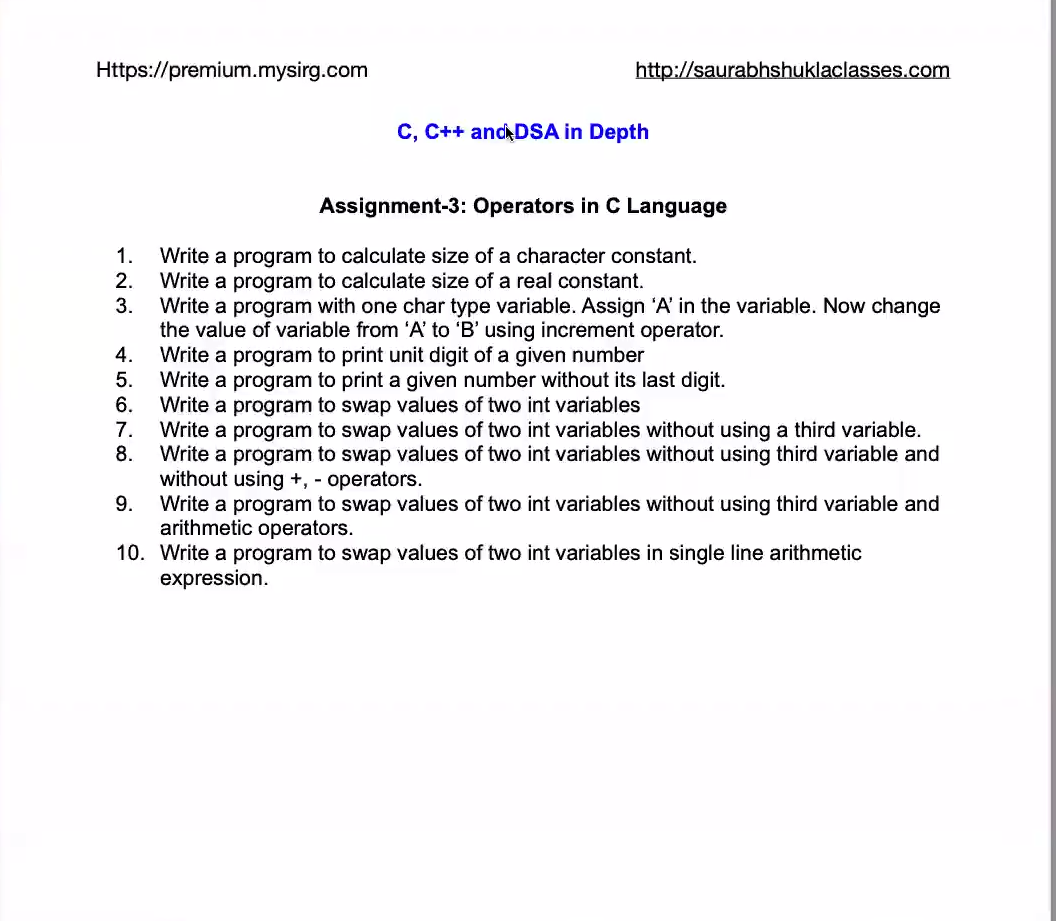 Https://premium.mysirg.com http://saurabhshuklaclasses.com
C, C++ and DSA in Depth
Assignment-3: Operators in C Language
1. Write a program to calculate size of a character constant.
2. Write a program to calculate size of a real constant.
3. Write a program with one char type variable. Assign ‘A’ in the variable. Now change
the value of variable from ‘A’ to ‘B’ using increment operator.
4. Write a program to print unit digit of a given number
5. Write a program to print a given number without its last digit.
6. Write a program to swap values of two int variables
7. Write a program to swap values of two int variables without using a third variable.
8. Write a program to swap values of two int variables without using third variable and
without using +, - operators.
9. Write a program to swap values of two int variables without using third variable and
arithmetic operators.
10. Write a program to swap values of two int variables in single line arithmetic
expression.